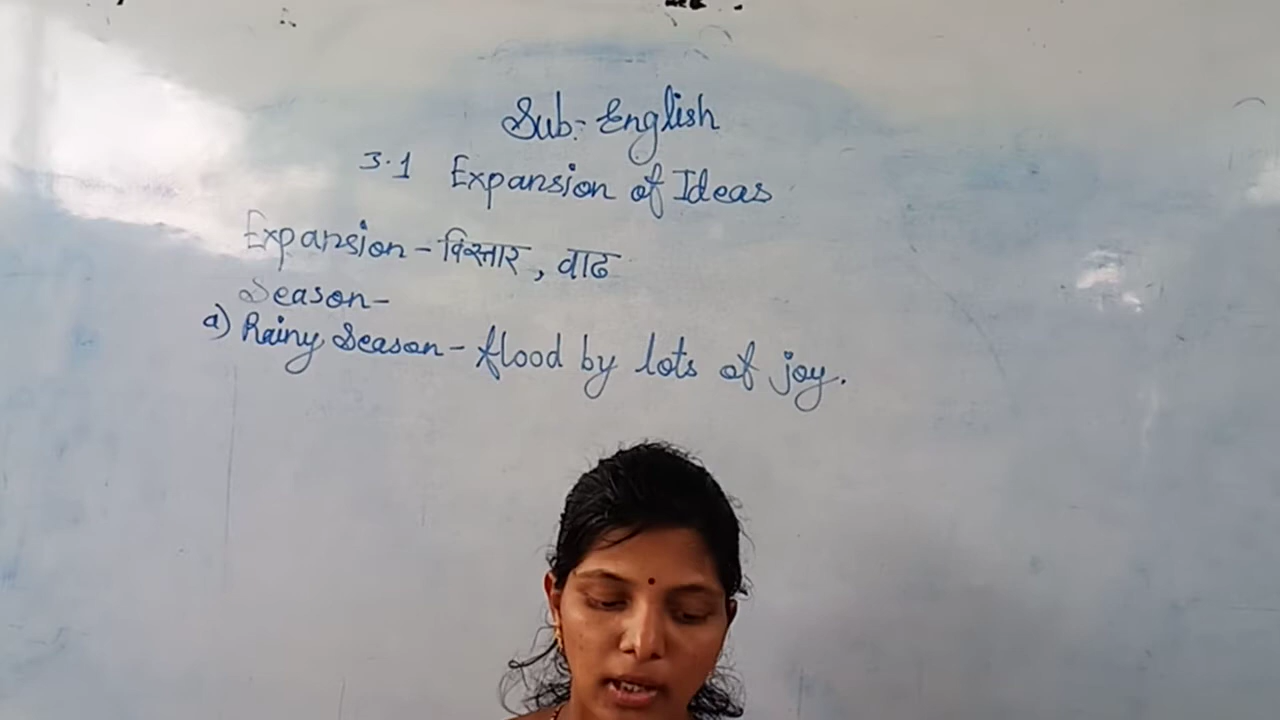 Sub:- English
3.1 Expansion of Ideas
Expansion - विस्तार, वाढ
Season-
a) Rainy Season - flood by lots of joy.